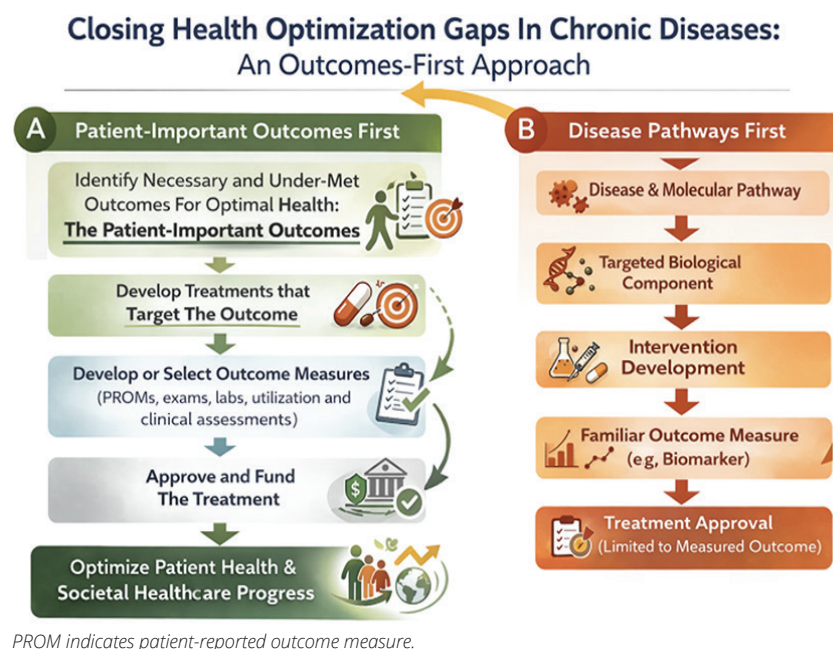 Closing Health Optimization Gaps In Chronic Diseases:
An Outcomes-First Approach
A
Patient-Important Outcomes First
Identify Necessary and Under-Met
Outcomes For Optimal Health:
The Patient-Important Outcomes
Develop Treatments that
Target The Outcome
Develop or Select Outcome Measures
(PROMs, exams, labs, utilization and
clinical assessments)
Approve and Fund
The Treatment
$
Optimize Patient Health &
Societal Healthcare Progress
B
Disease Pathways First
Disease & Molecular Pathway
Targeted Biological
Component
Intervention
Development
Familiar Outcome Measure
(e g, Biomarker)
Treatment Approval
(Limited to Measured Outcome)
PROM indicates patient-reported outcome measure.